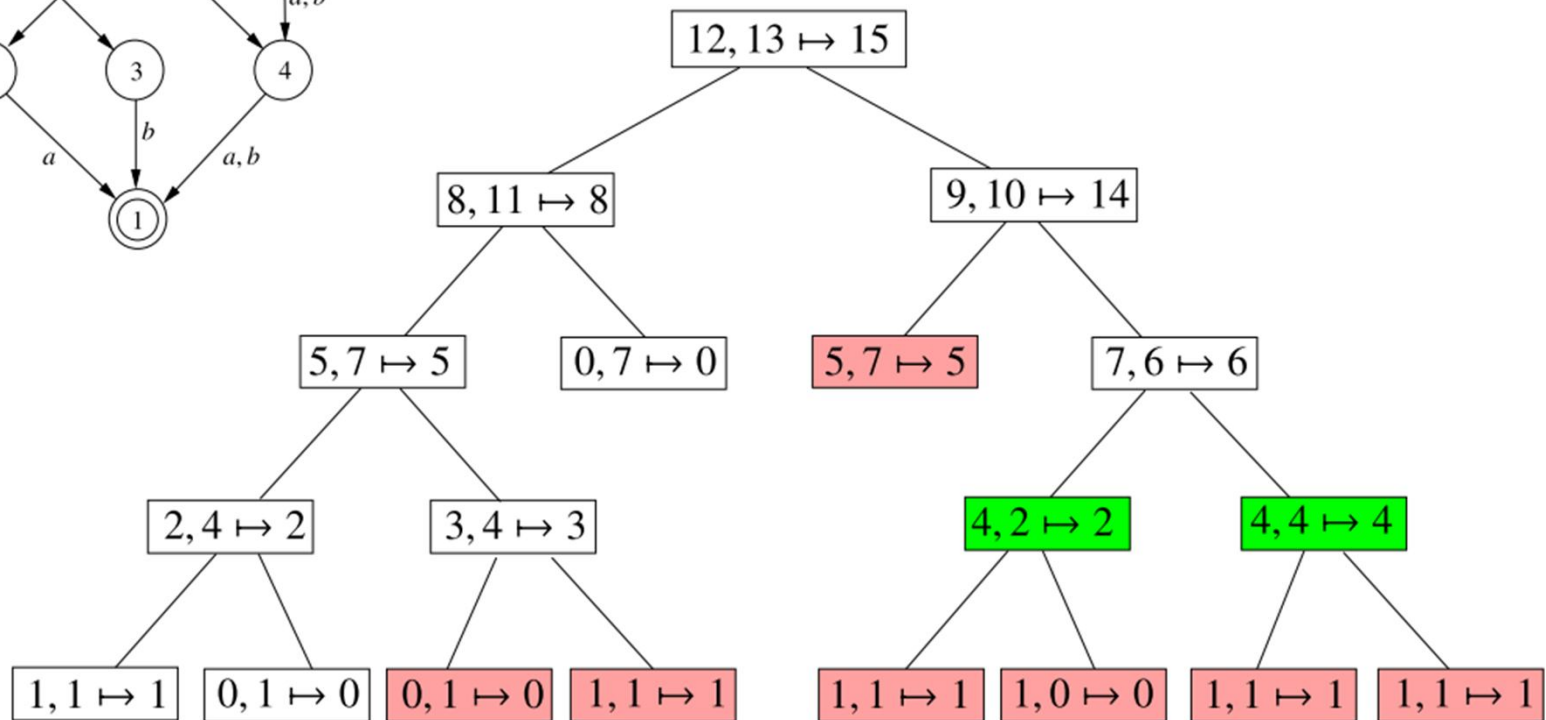 a, b
12, 13 ↦ 15
3
4
b
a
a, b
8, 11 ↦ 8
9, 10 ↦ 14
1
5, 7 ↦ 5
0, 7 ↦ 0
5, 7 ↦ 5
7, 6 ↦ 6
2, 4 ↦ 2
3, 4 ↦ 3
4, 2 ↦ 2
4, 4 ↦ 4
1, 1 ↦ 1
0, 1 ↦ 0
0, 1 ↦ 0
1, 1 ↦ 1
1, 1 ↦ 1
1, 0 ↦ 0
1, 1 ↦ 1
1, 1 ↦ 1